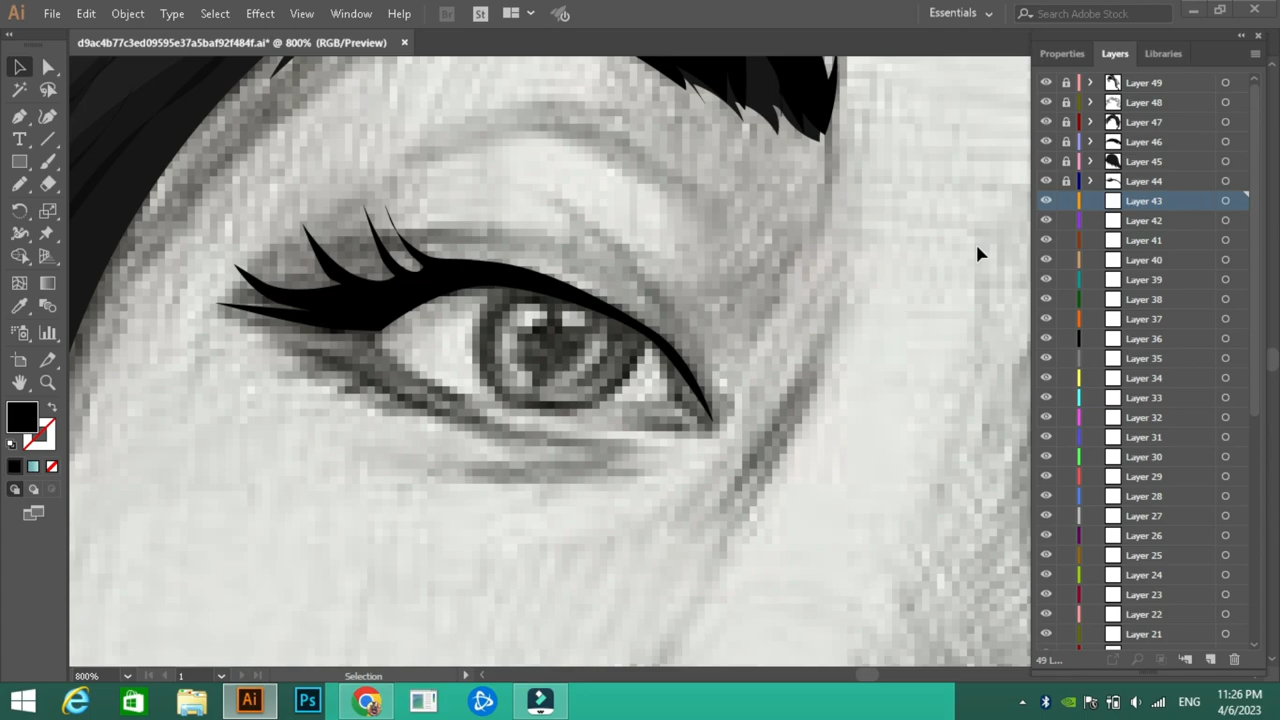 Ai File Edit Object Type Select Effect View Window Help Br St Essentials Search Adobe Stock
d9ac4b77c3ed09595e37a5baf92f484f.ai* @ 800% (RGB/Preview)
Properties Layers Libraries
Layer 49
Layer 48
Layer 47
Layer 46
Layer 45
Layer 44
Layer 43
Layer 42
Layer 41
Layer 40
Layer 39
Layer 38
Layer 37
Layer 36
Layer 35
Layer 34
Layer 33
Layer 32
Layer 31
Layer 30
Layer 29
Layer 28
Layer 27
Layer 26
Layer 25
Layer 24
Layer 23
Layer 22
Layer 21
49 L...
800% 1 Selection
Ai Ps ENG
11:26 PM
4/6/2023